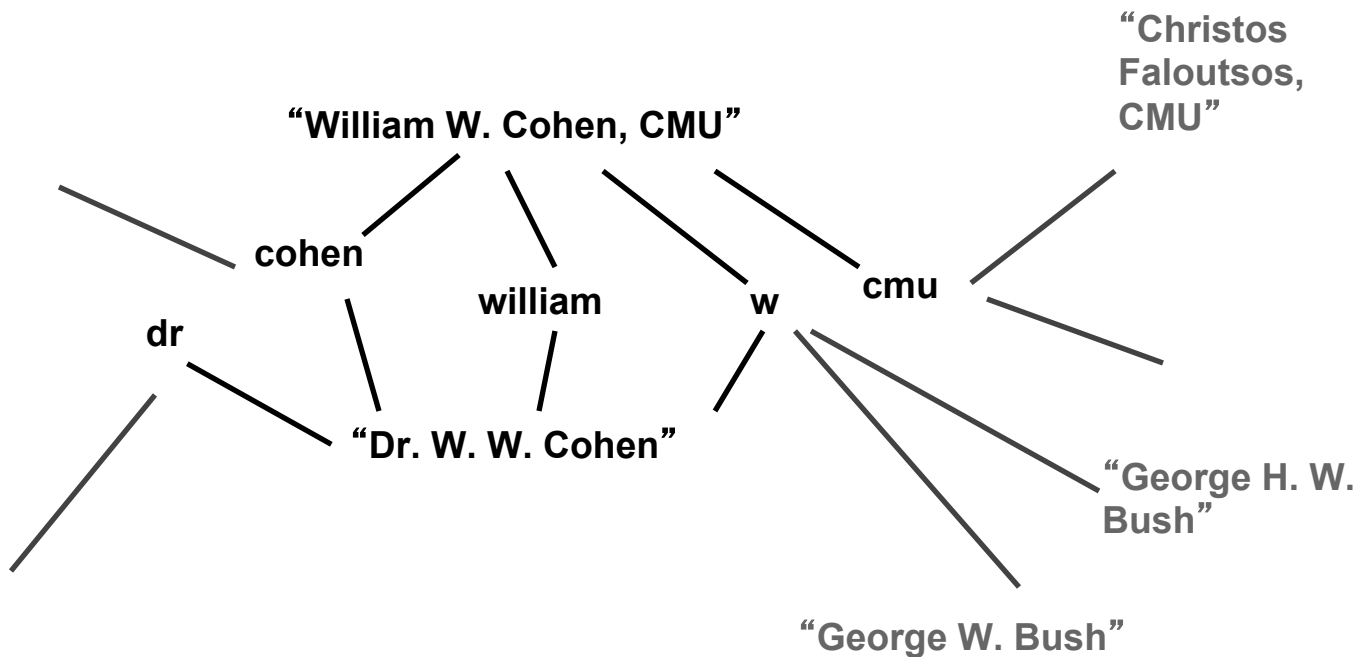 “Christos
Faloutsos,
CMU”
“William W. Cohen, CMU”
cohen
cmu
william
w
dr
“Dr. W. W. Cohen”
“George H. W.
Bush”
“George W. Bush”